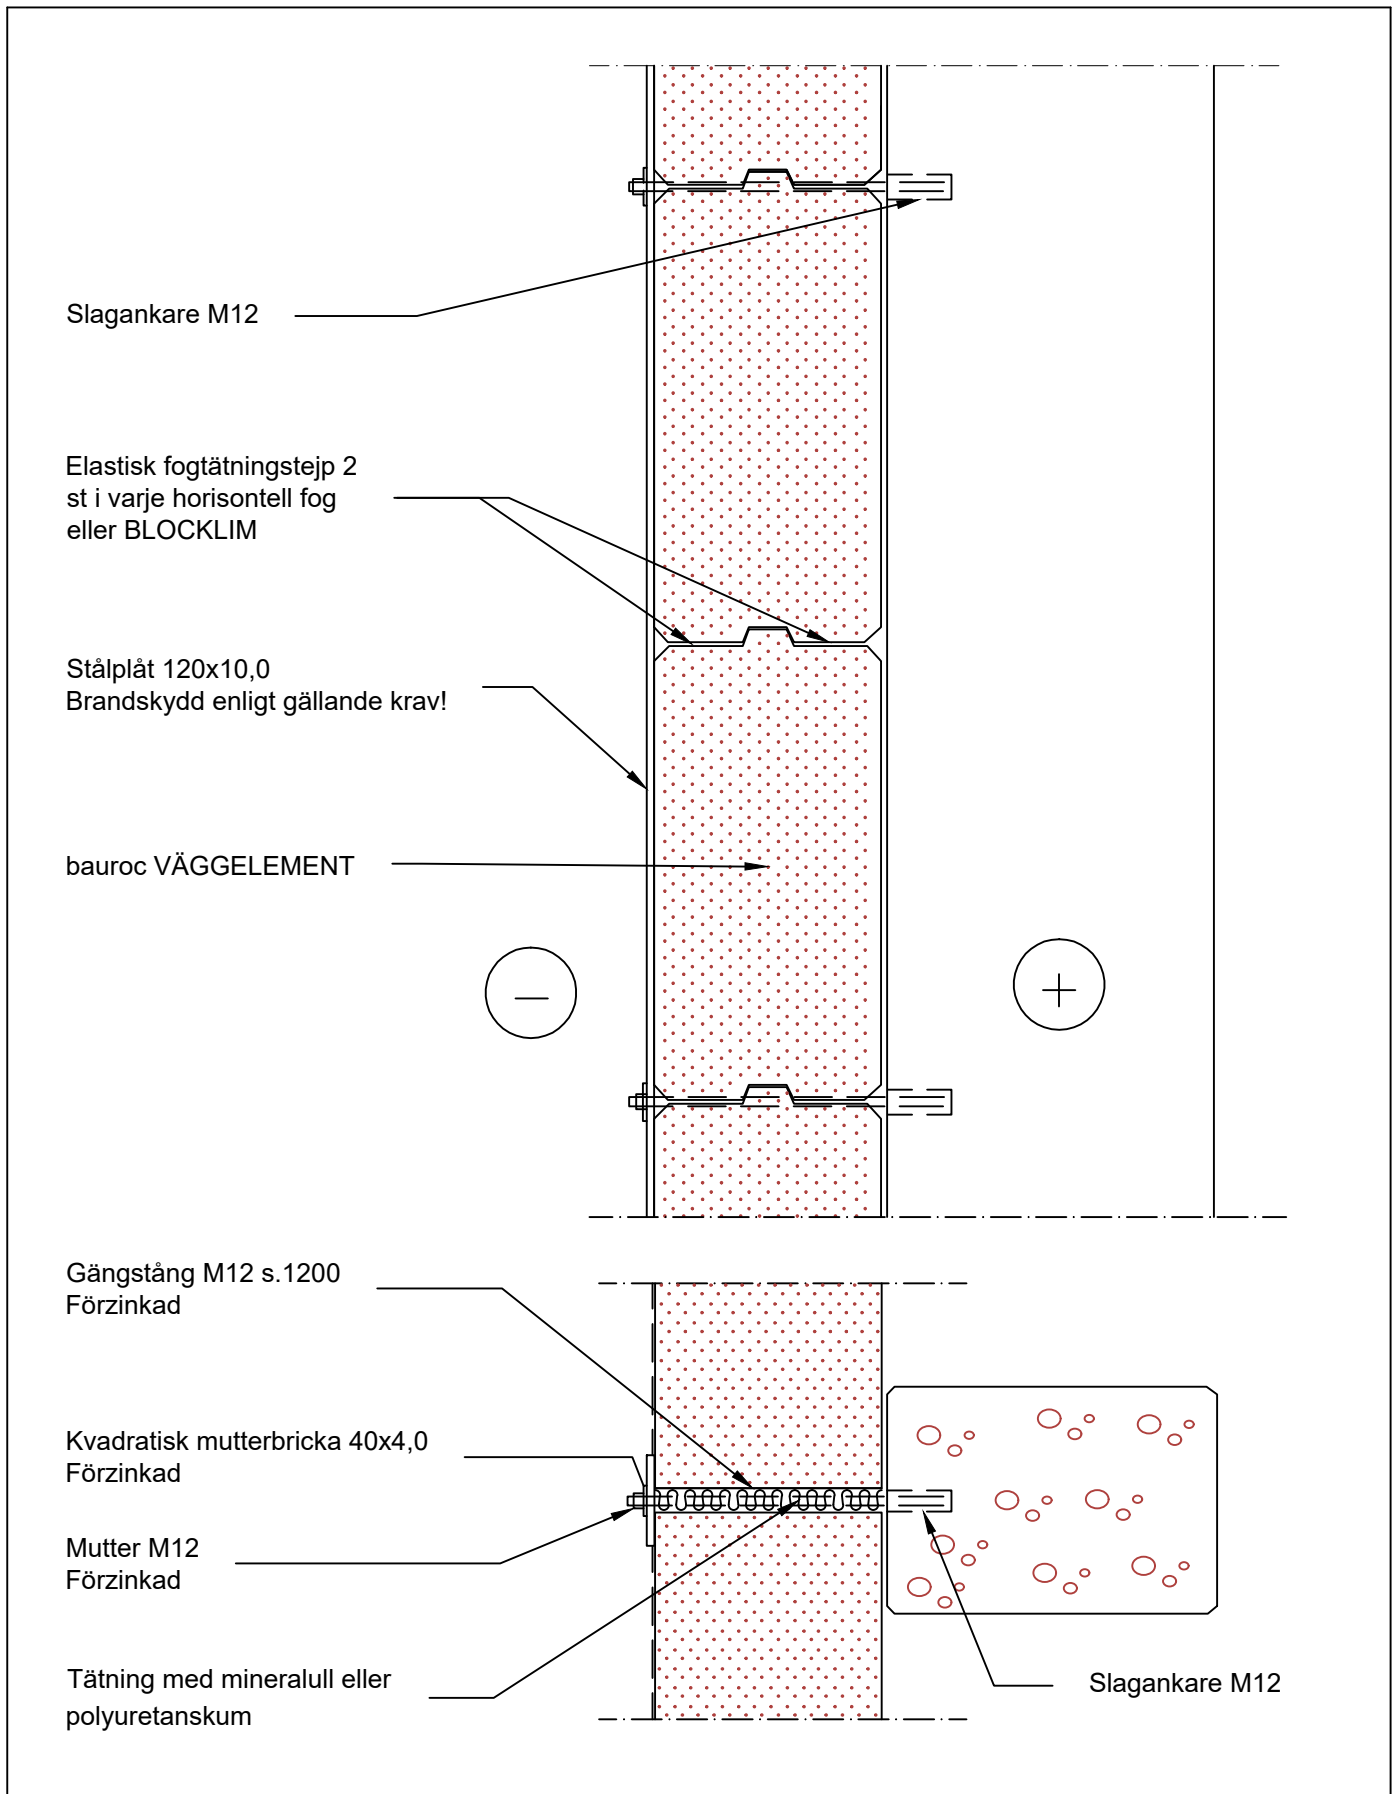 Slagankare M12
Elastisk fogtätningstejp 2
st i varje horisontell fog
eller BLOCKLIM
Stålplåt 120x10,0
Brandskydd enligt gällande krav!
bauroc VÄGGELEMENT
Gängstång M12 s.1200
Förzinkad
Kvadratisk mutterbricka 40x4,0
Förzinkad
Mutter M12
Förzinkad
Tätning med mineralull eller
polyuretanskum
Slagankare M12